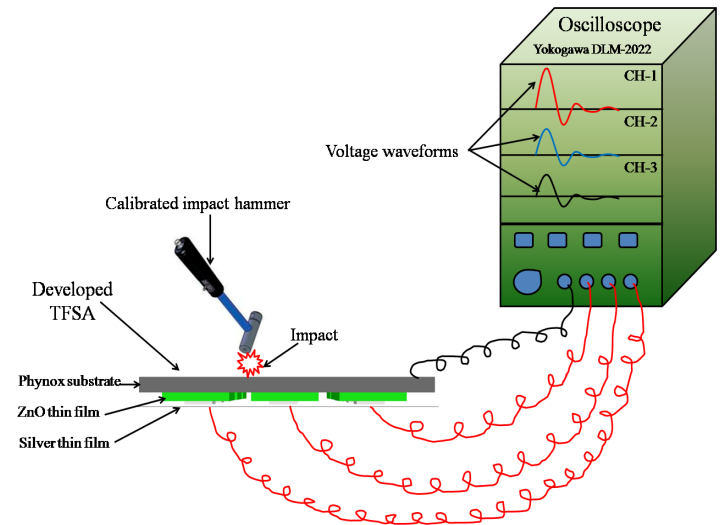 Oscilloscope
Yokogawa DLM-2022
CH-1
CH-2
CH-3
Voltage waveforms
Calibrated impact hammer
Developed
TFSA
Impact
Phynox substrate
ZnO thin film
Silver thin film